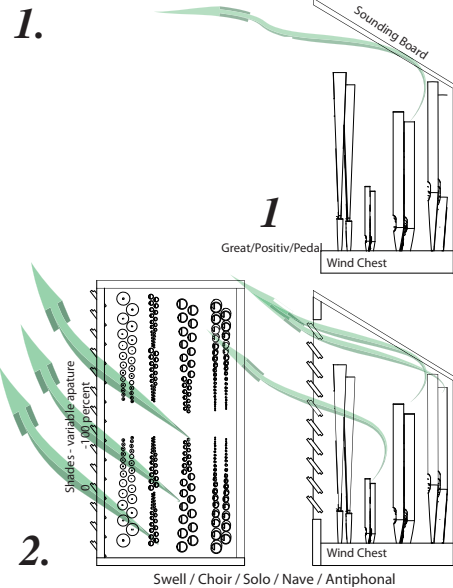 1.
Sounding Board
1
Great/Positiv/Pedal
Wind Chest
Shades - variable apature
0 -100 percent
2.
Wind Chest
Swell / Choir / Solo / Nave / Antiphonal